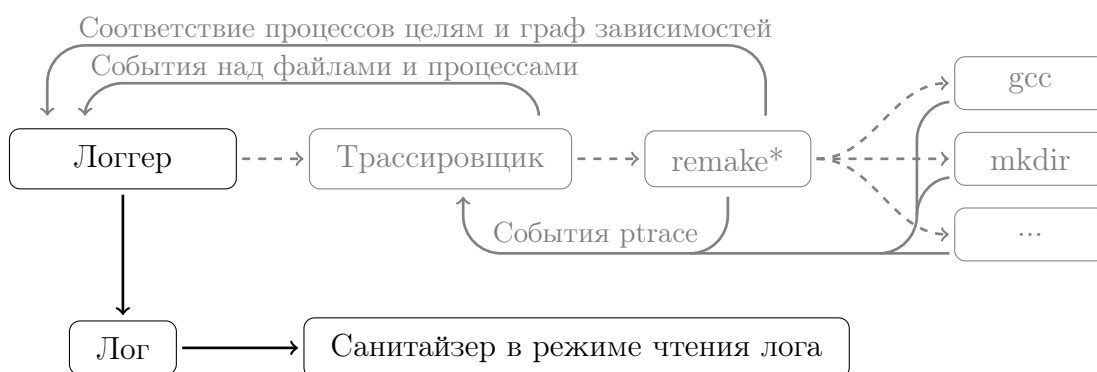 Соответствие процессов целям и граф зависимостей
События над файлами и процессами
gcc
Логгер
Трассировщик
remake*
mkdir
События ptrace
...
Лог
Санитайзер в режиме чтения лога